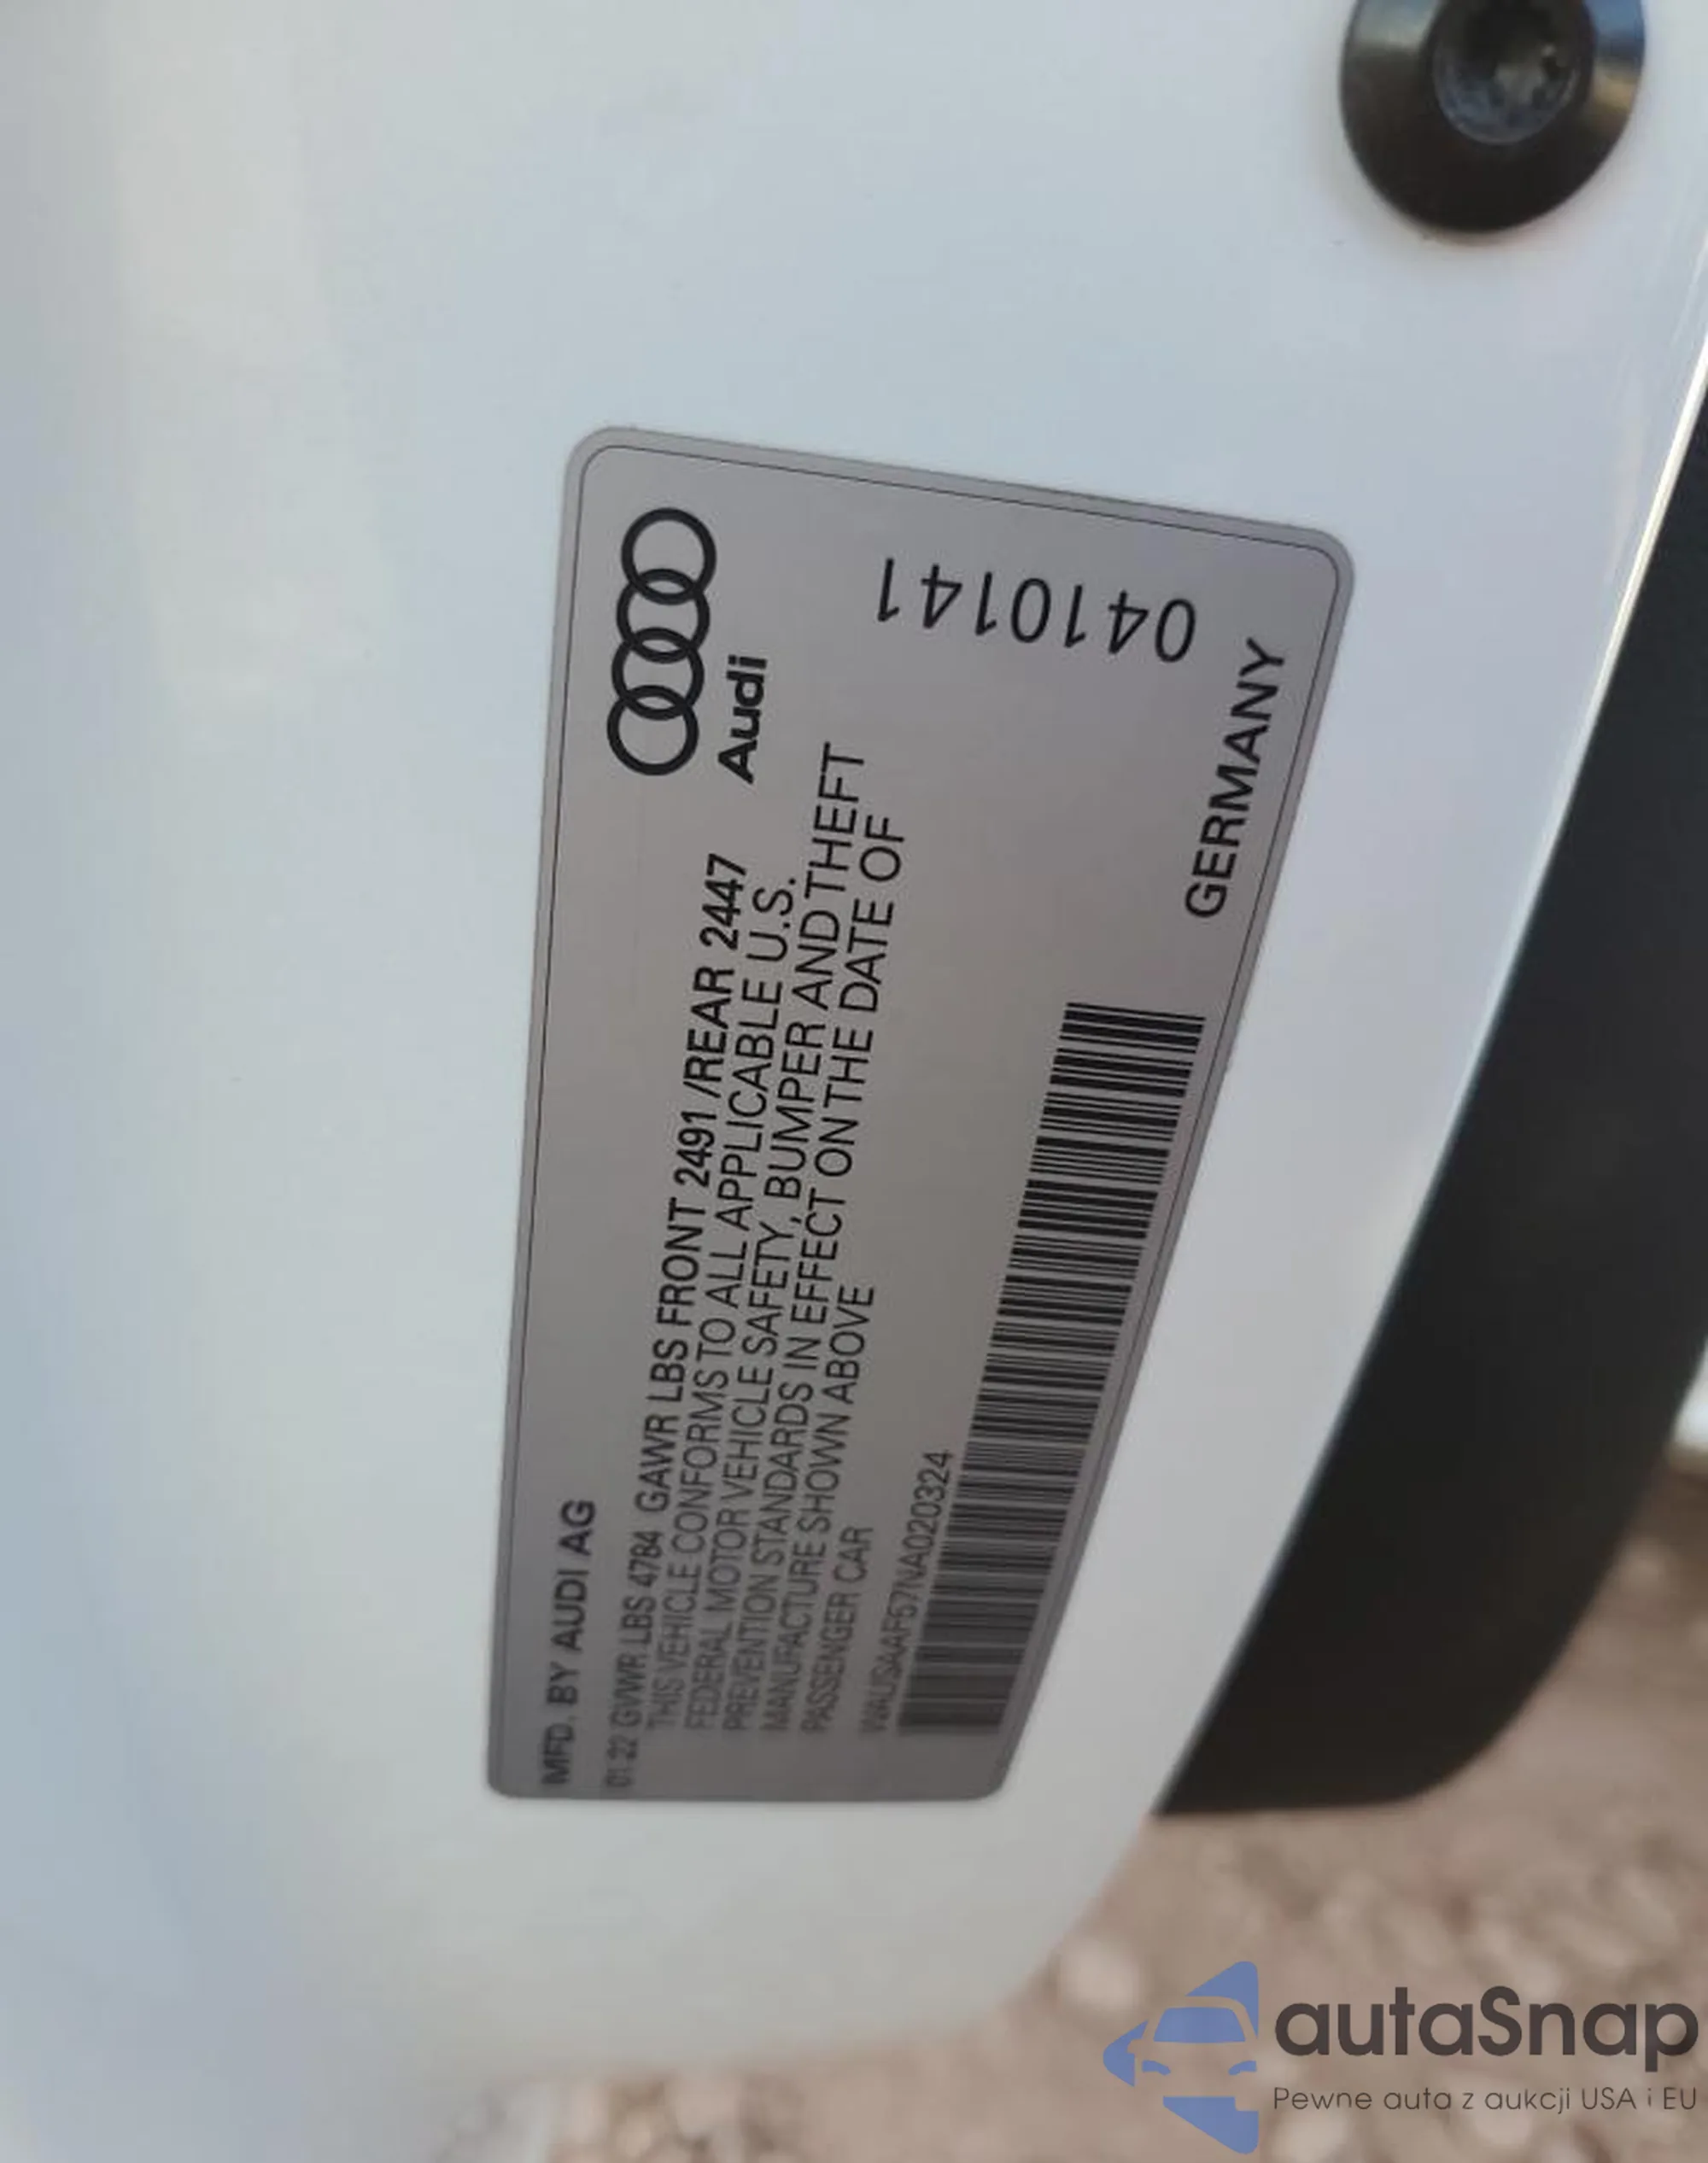 MFD. BY AUDI AG
Audi
01.22 GVWR LBS 4784 GAWR LBS FRONT 2491 /REAR 2447
THIS VEHICLE CONFORMS TO ALL APPLICABLE U.S.
FEDERAL MOTOR VEHICLE SAFETY, BUMPER AND THEFT
PREVENTION STANDARDS IN EFFECT ON THE DATE OF
MANUFACTURE SHOWN ABOVE
PASSENGER CAR
0410141
WAUSAAF57NA020324
GERMANY
autaSnap
Pewne auta z aukcji USA i EU